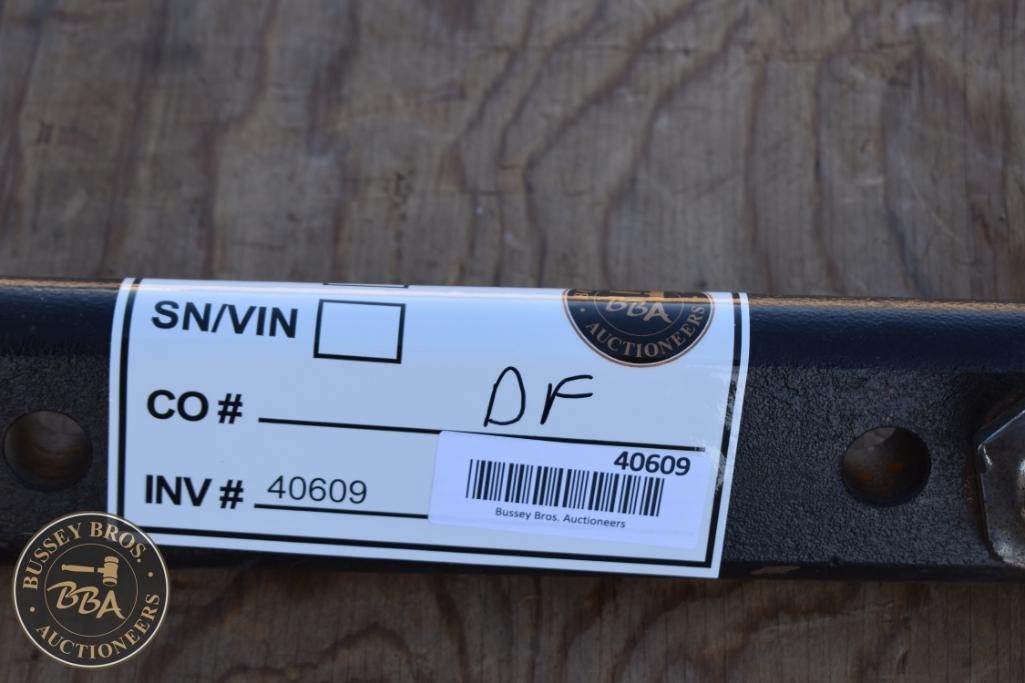 SN/VIN
BBA
AUCTIONEERS
CO # DF
INV # 40609
40609
Bussey Bros. Auctioneers
BUSSEY BROS.
BBA
AUCTIONEERS